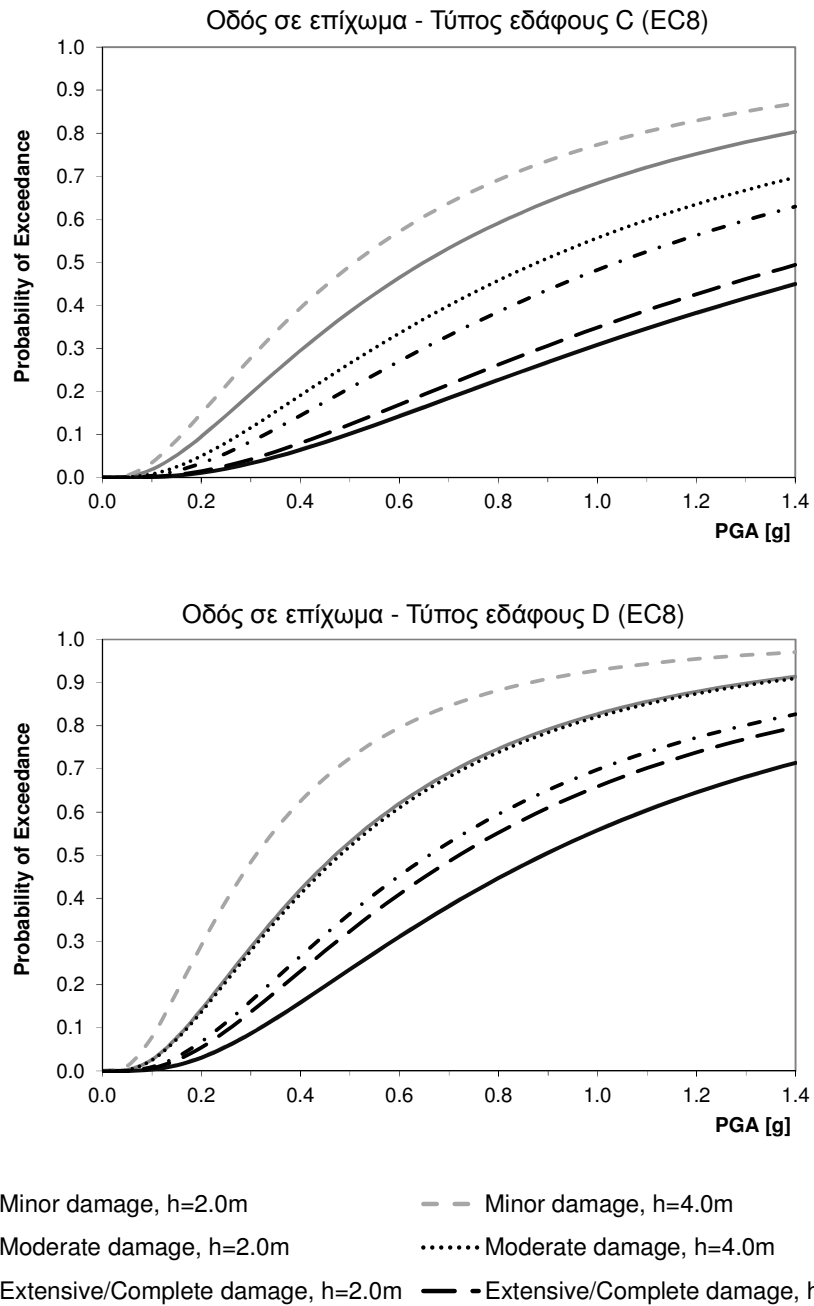 Οδός σε επίχωμα - Τύπος εδάφους C (EC8)
1.0
0.9
0.8
0.7
0.6
0.5
0.4
0.3
0.2
0.1
0.0
Probability of Exceedance
0.0 0.2 0.4 0.6 0.8 1.0 1.2 1.4
PGA [g]
Οδός σε επίχωμα - Τύπος εδάφους D (EC8)
1.0
0.9
0.8
0.7
0.6
0.5
0.4
0.3
0.2
0.1
0.0
Probability of Exceedance
0.0 0.2 0.4 0.6 0.8 1.0 1.2 1.4
PGA [g]
Minor damage, h=2.0m Minor damage, h=4.0m
Moderate damage, h=2.0m Moderate damage, h=4.0m
Extensive/Complete damage, h=2.0m Extensive/Complete damage, h